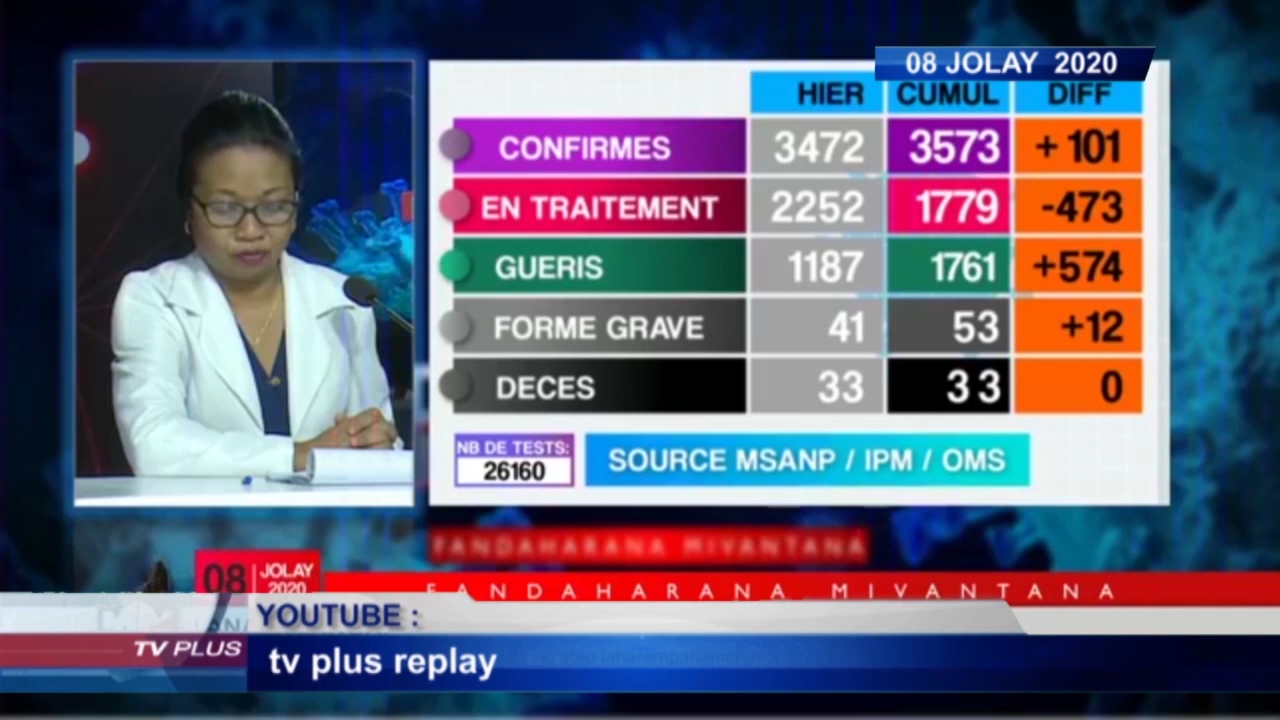 08 JOLAY 2020
HIER CUMUL DIFF
CONFIRMES 3472 3573 + 101
EN TRAITEMENT 2252 1779 -473
GUERIS 1187 1761 +574
FORME GRAVE 41 53 +12
DECES 33 33 0
NB DE TESTS:
26160
SOURCE MSANP / IPM / OMS
FANDAHARANA MIVANTANA
08 JOLAY
2020
FANDAHARANA MIVANTANA
YOUTUBE :
TV PLUS
tv plus replay